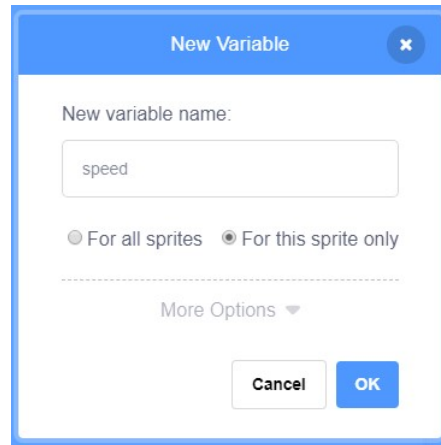 New Variable
New variable name:
speed
For all sprites For this sprite only
More Options
Cancel OK